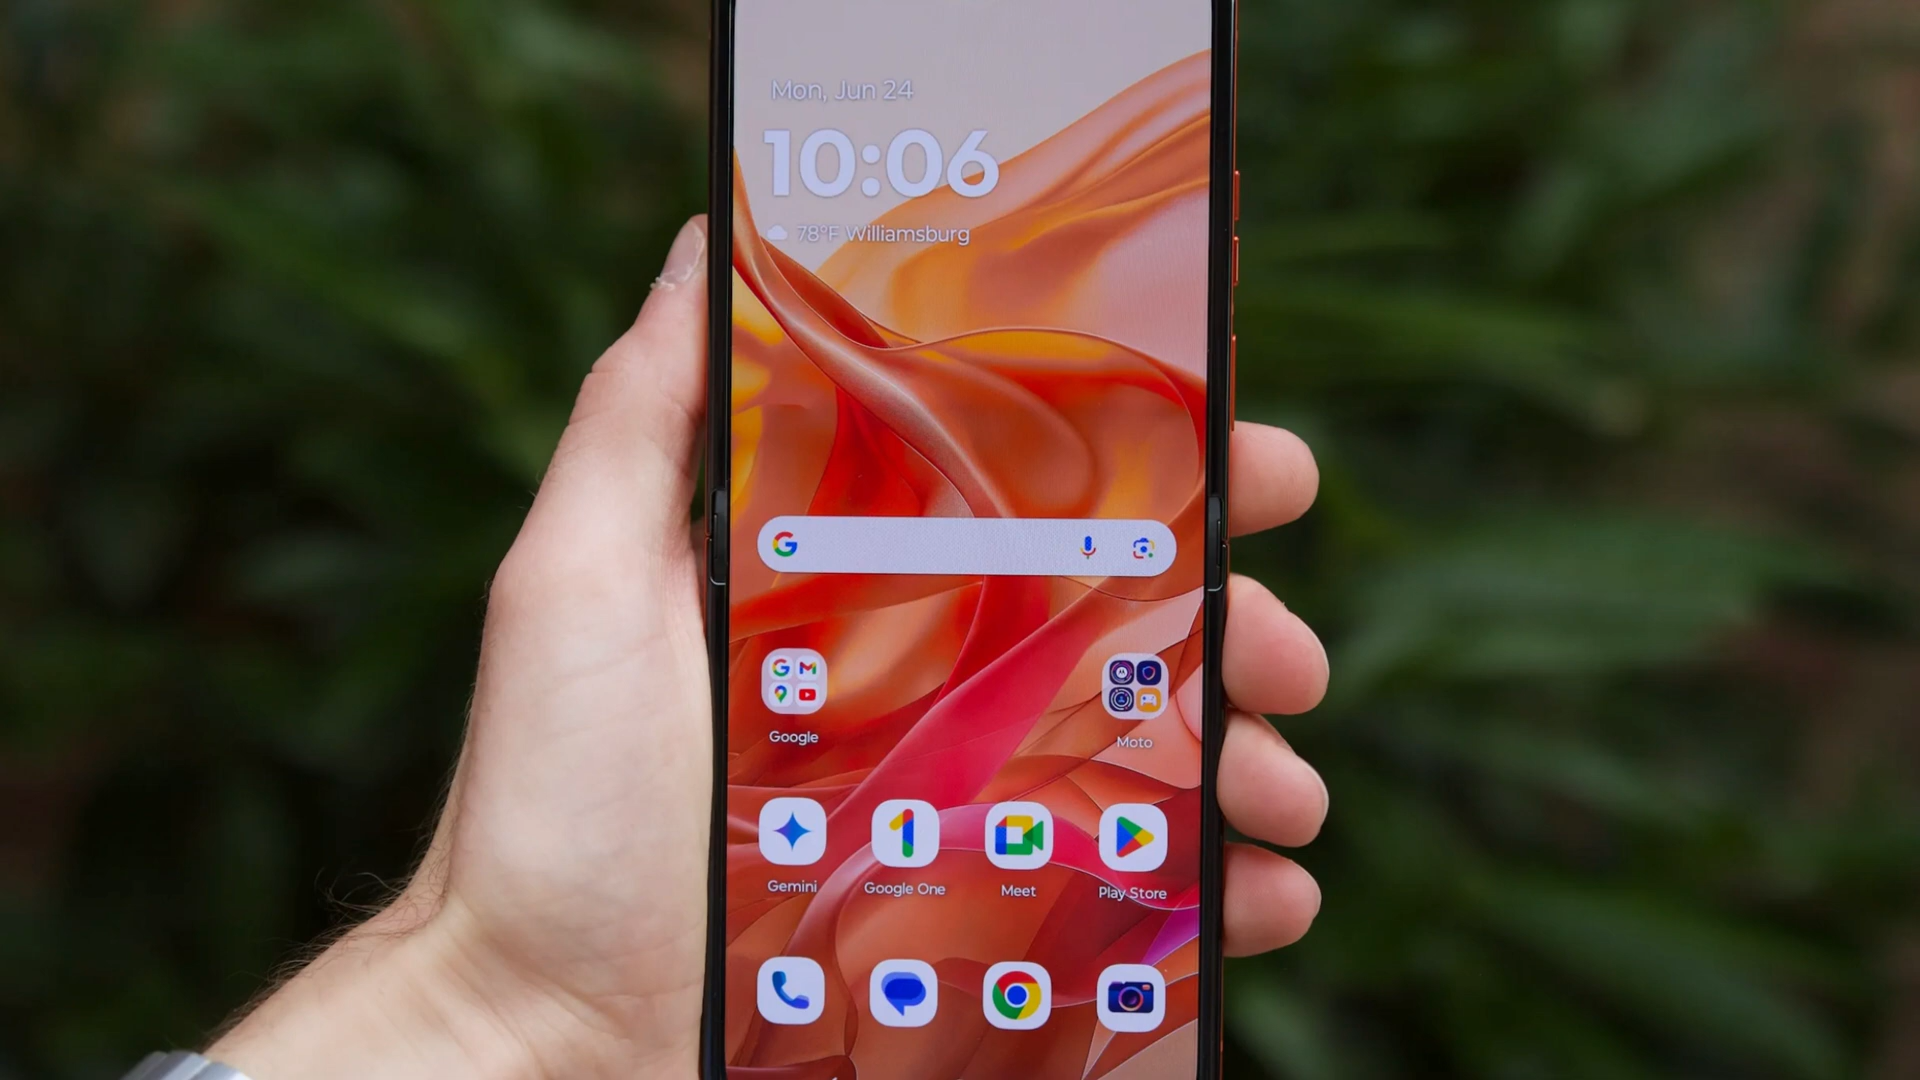 Mon, Jun 24
10:06
78°F Williamsburg
Google
Moto
Gemini
Google One
Meet
Play Store